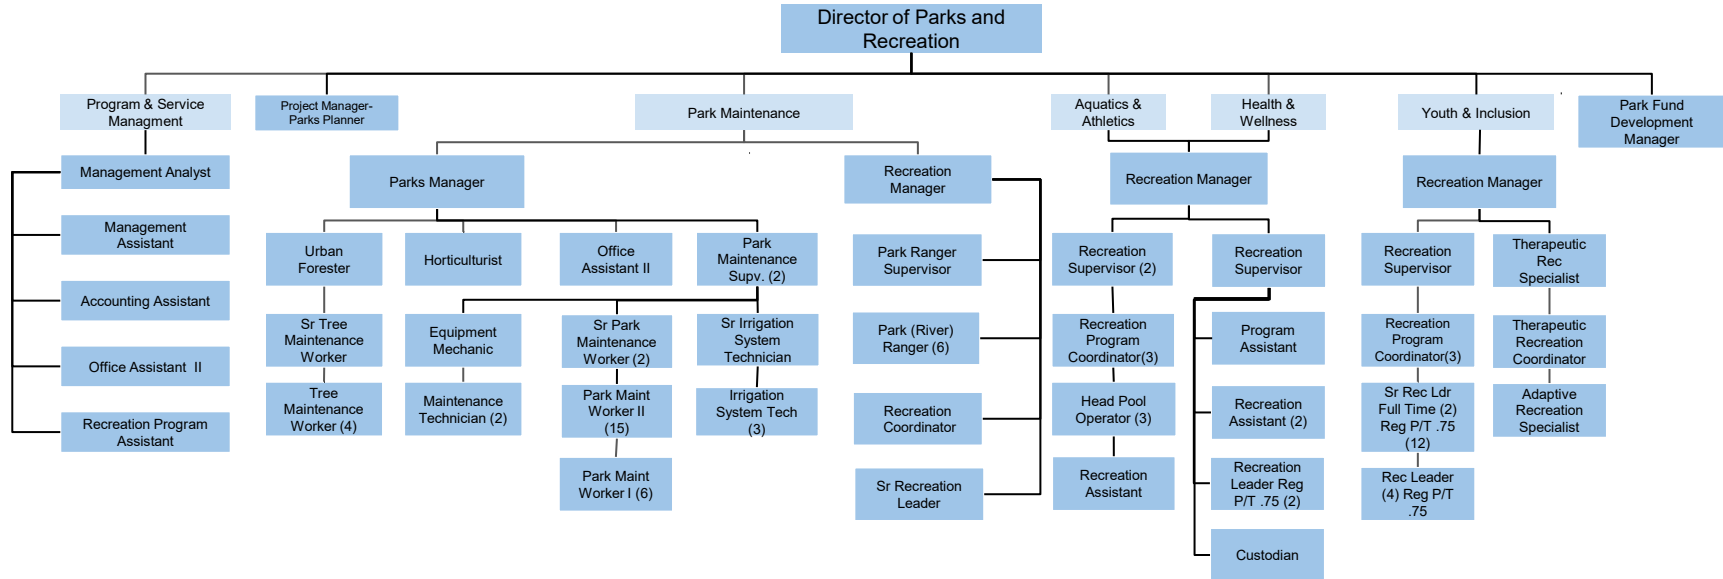 Director of Parks and
Recreation
Program & Service
Managment
Project Manager-
Parks Planner
Park Maintenance
Aquatics &
Athletics
Health &
Wellness
Youth & Inclusion
Park Fund
Development
Manager
Management Analyst
Management
Assistant
Accounting Assistant
Office Assistant  II
Recreation Program
Assistant
Parks Manager
Urban
Forester
Sr Tree
Maintenance
Worker
Tree
Maintenance
Worker (4)
Horticulturist
Office
Assistant II
Park
Maintenance
Supv. (2)
Equipment
Mechanic
Maintenance
Technician (2)
Sr Park
Maintenance
Worker (2)
Park Maint
Worker II
(15)
Park Maint
Worker I (6)
Sr Irrigation
System
Technician
Irrigation
System Tech
(3)
Recreation
Manager
Park Ranger
Supervisor
Park (River)
Ranger (6)
Recreation
Coordinator
Sr Recreation
Leader
Recreation Manager
Recreation
Supervisor (2)
Recreation
Program
Coordinator(3)
Head Pool
Operator (3)
Recreation
Assistant
Recreation
Supervisor
Program
Assistant
Recreation
Assistant (2)
Recreation
Leader Reg
P/T .75 (2)
Custodian
Recreation Manager
Recreation
Supervisor
Recreation
Program
Coordinator(3)
Sr Rec Ldr
Full Time (2)
Reg P/T .75
(12)
Rec Leader
(4) Reg P/T
.75
Therapeutic
Rec
Specialist
Therapeutic
Recreation
Coordinator
Adaptive
Recreation
Specialist